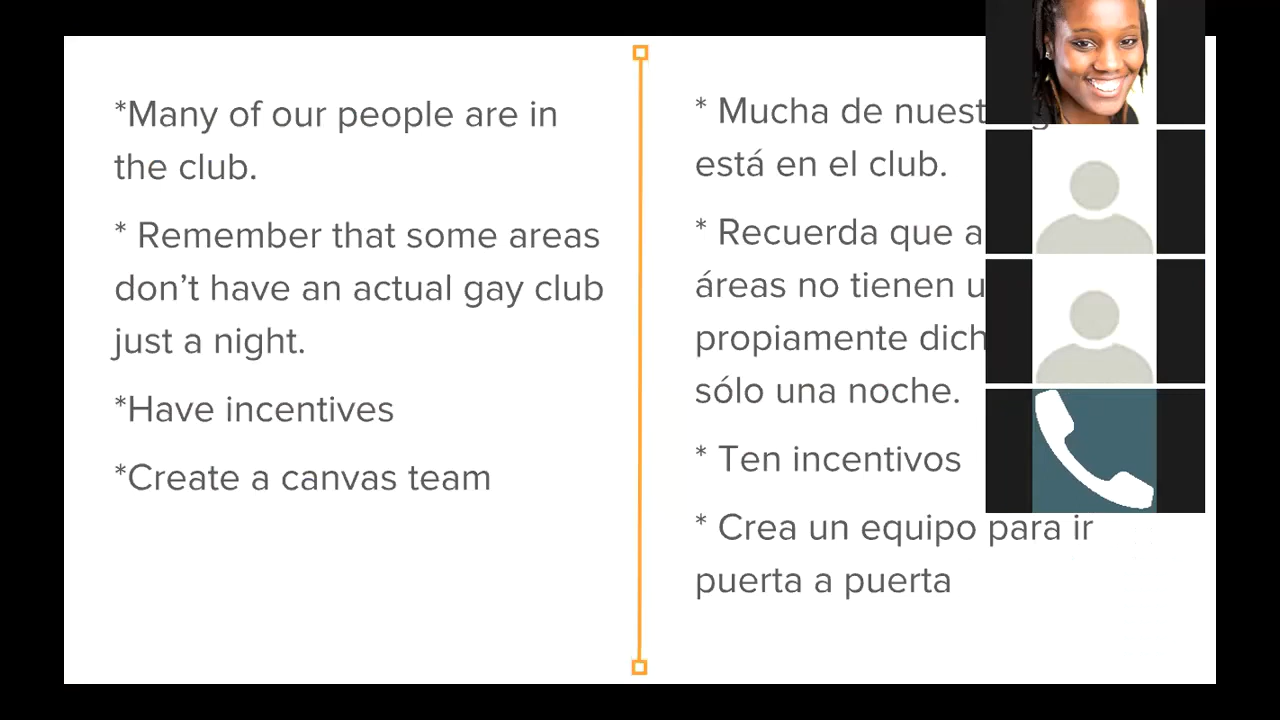 *Many of our people are in
the club.
* Remember that some areas
don’t have an actual gay club
just a night.
*Have incentives
*Create a canvas team
* Mucha de
está en el club.
* Recuerda que
áreas no tienen
propiamente
sólo una noche.
* Ten incentivos
* Crea un equipo para ir
puerta a puerta